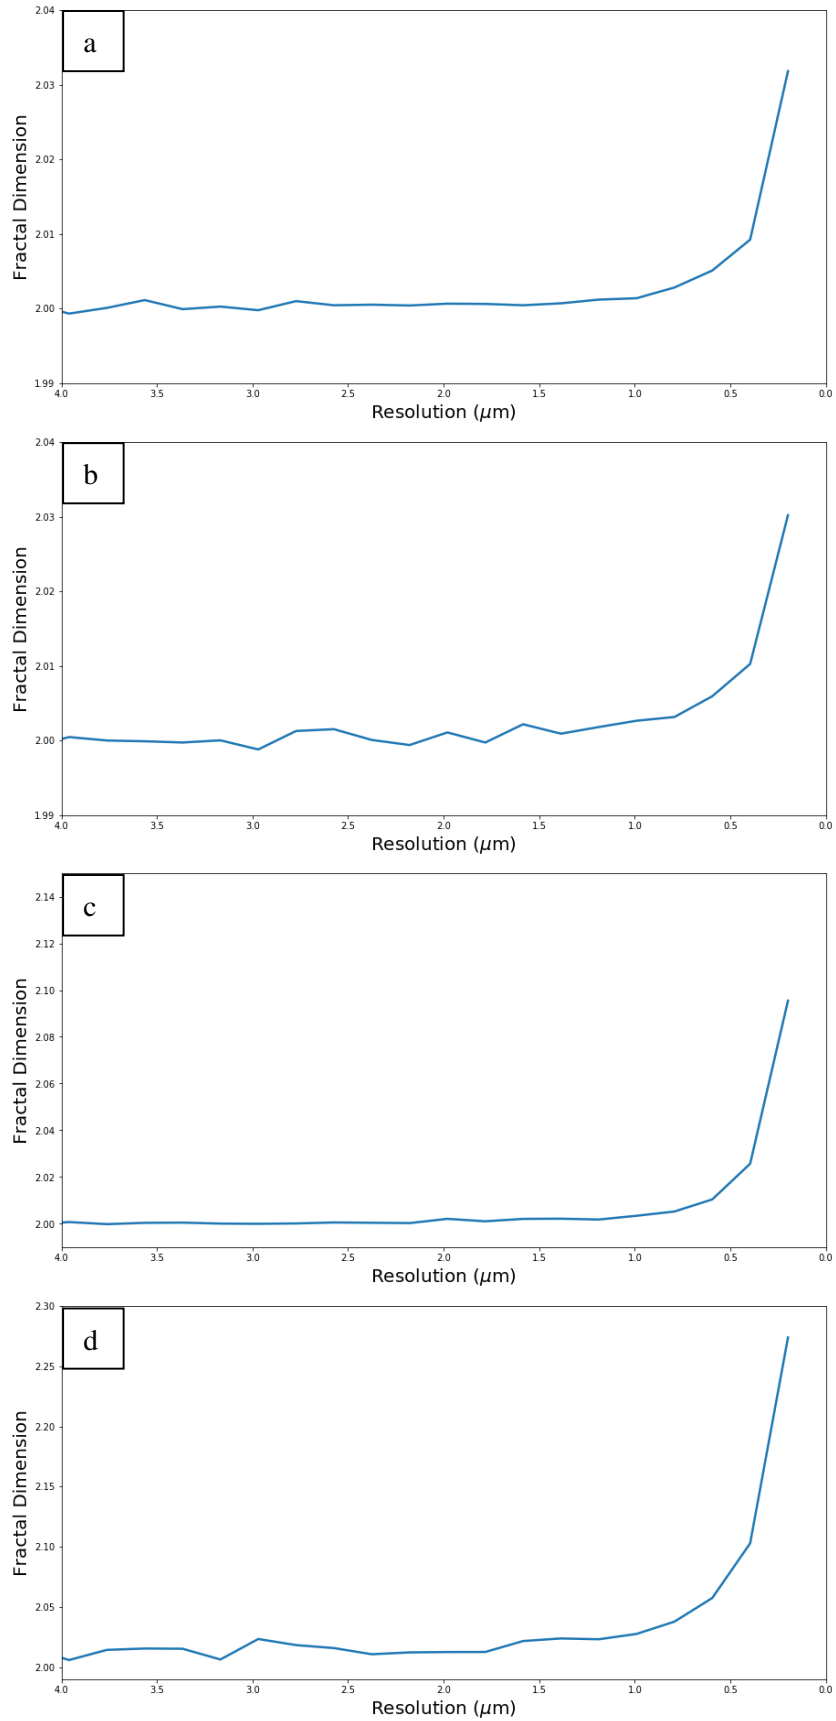 a
2.04
2.03
2.02
2.01
2.00
1.99
Fractal Dimension
4.0 3.5 3.0 2.5 2.0 1.5 1.0 0.5 0.0
Resolution (μm)
b
2.04
2.03
2.02
2.01
2.00
1.99
Fractal Dimension
4.0 3.5 3.0 2.5 2.0 1.5 1.0 0.5 0.0
Resolution (μm)
c
2.14
2.12
2.10
2.08
2.06
2.04
2.02
2.00
Fractal Dimension
4.0 3.5 3.0 2.5 2.0 1.5 1.0 0.5 0.0
Resolution (μm)
d
2.30
2.25
2.20
2.15
2.10
2.05
2.00
Fractal Dimension
4.0 3.5 3.0 2.5 2.0 1.5 1.0 0.5 0.0
Resolution (μm)